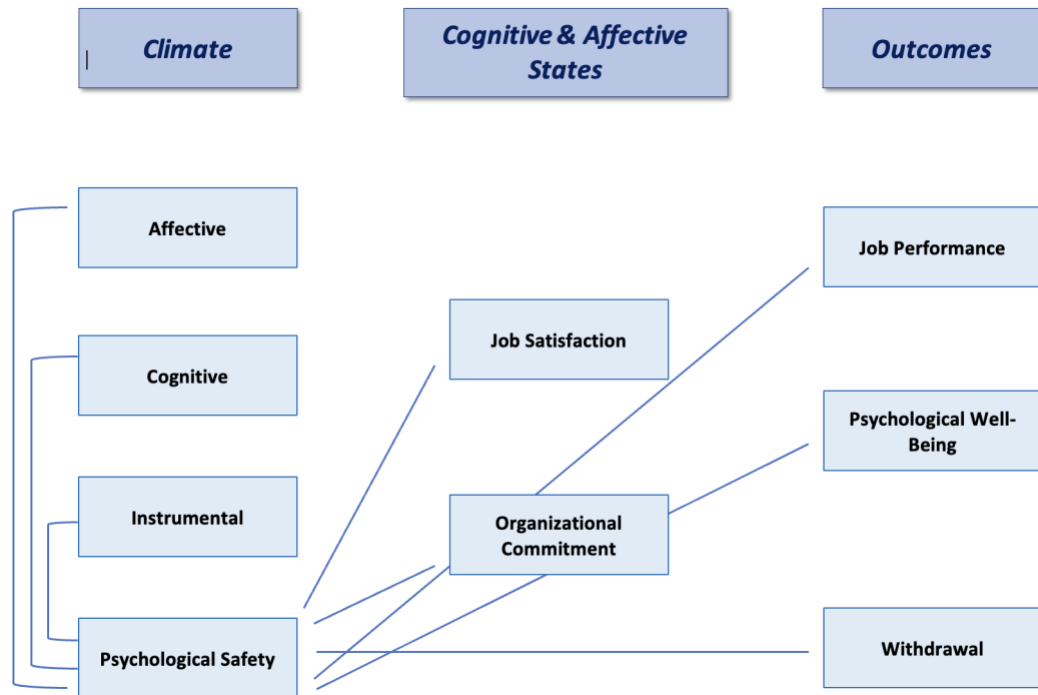 Climate
Cognitive & Affective
States
Outcomes
Affective
Job Performance
Job Satisfaction
Cognitive
Psychological Well-
Being
Instrumental
Organizational
Commitment
Psychological Safety
Withdrawal